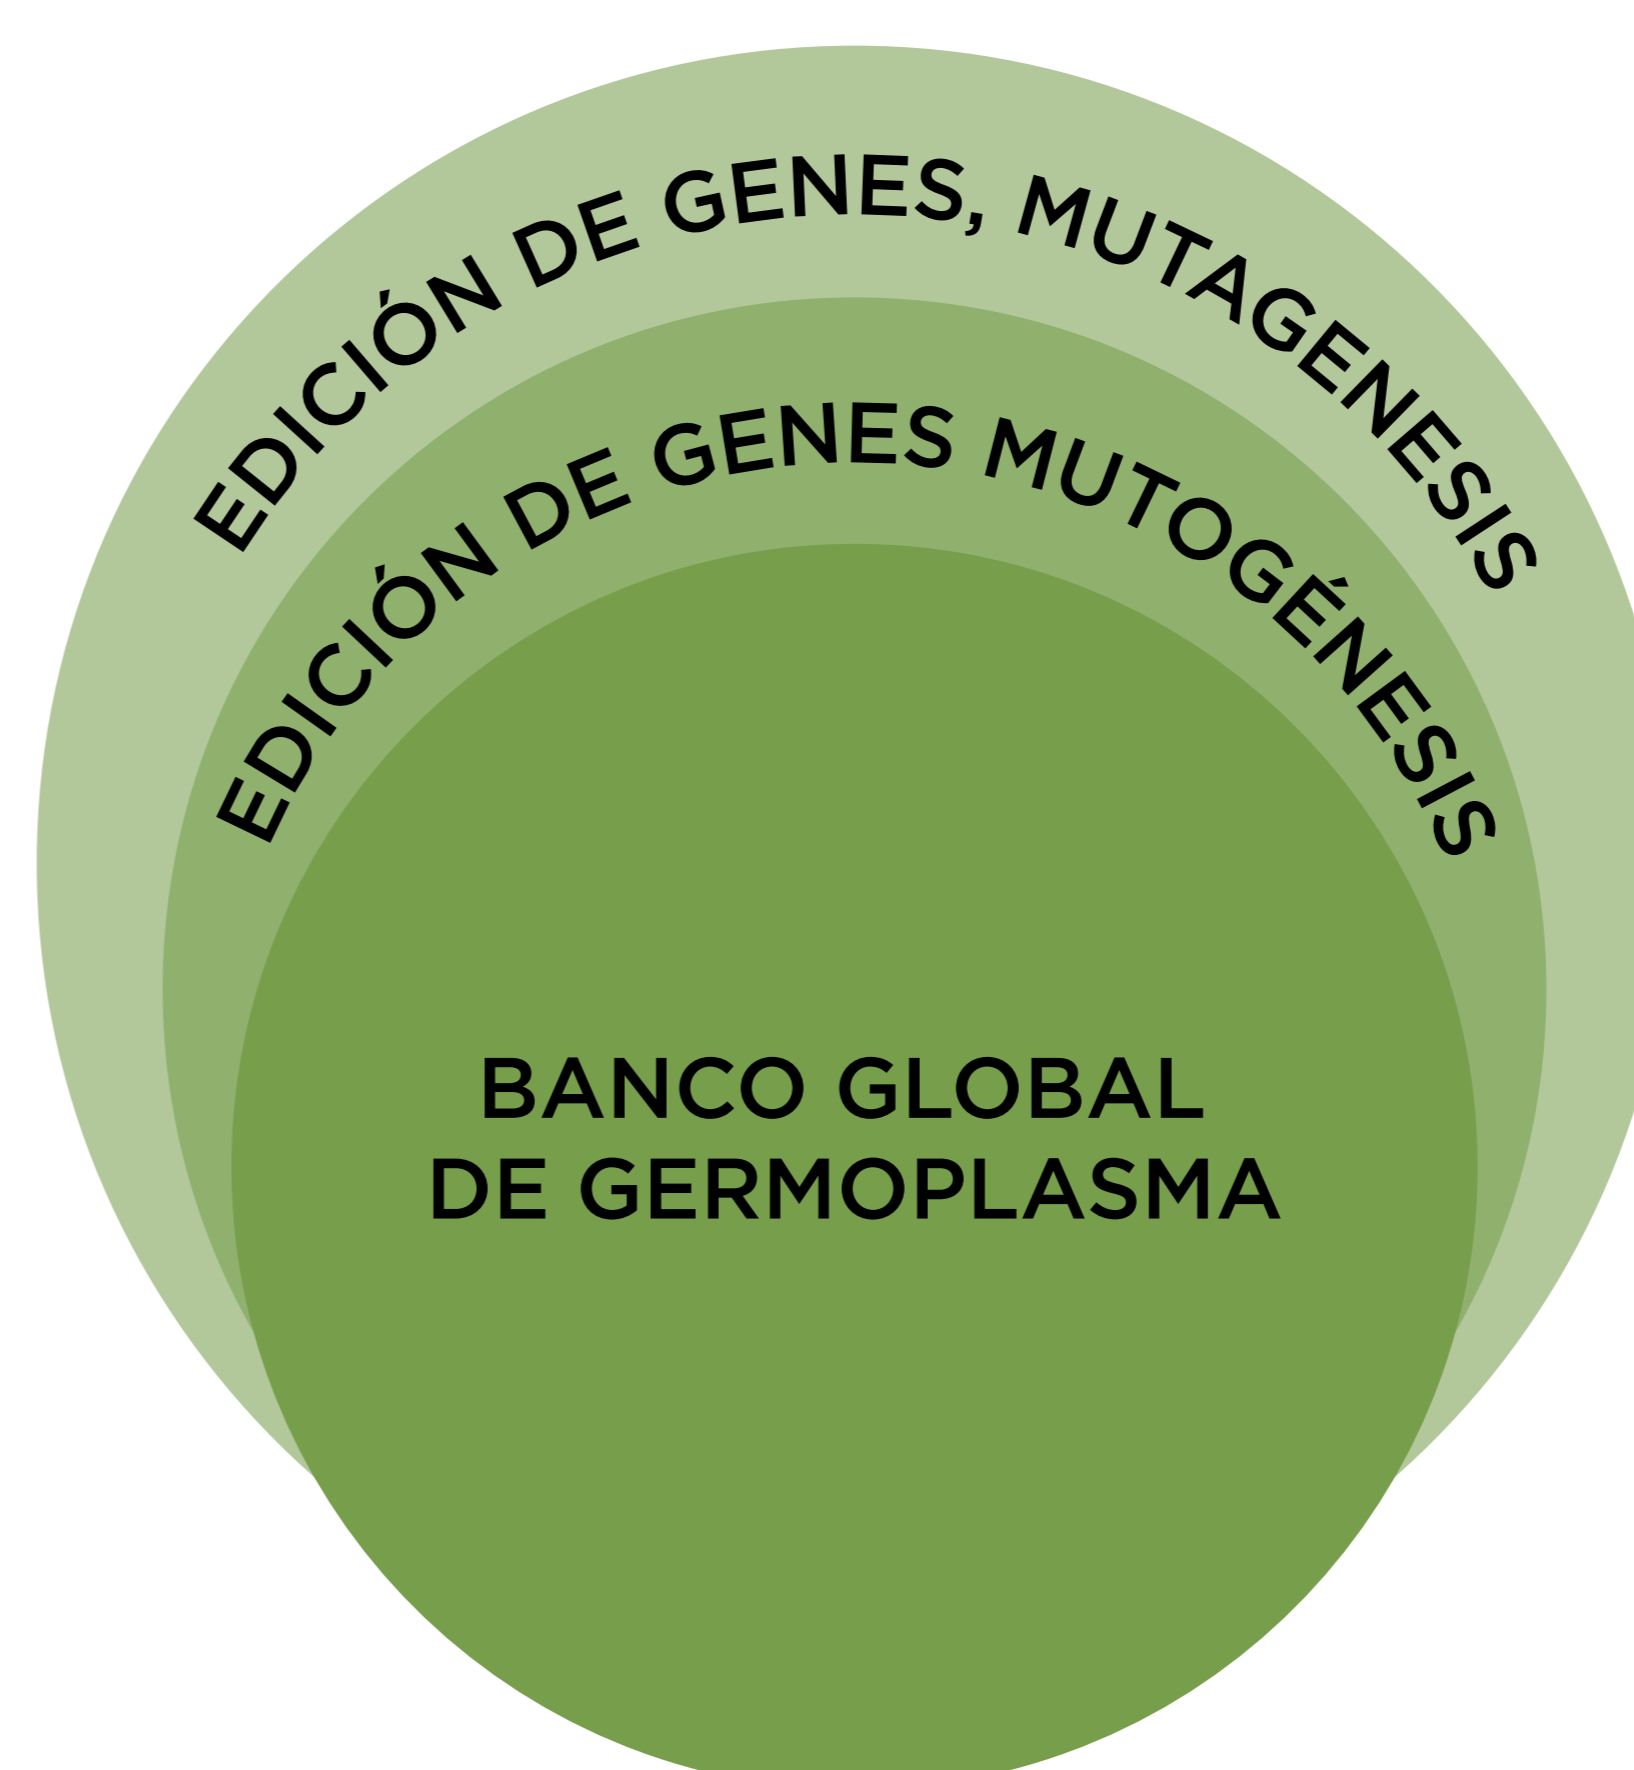 EDICIÓN DE GENES, MUTAGENESIS
EDICIÓN DE GENES MUTOGÉNESIS
BANCO GLOBAL
DE GERMOPLASMA